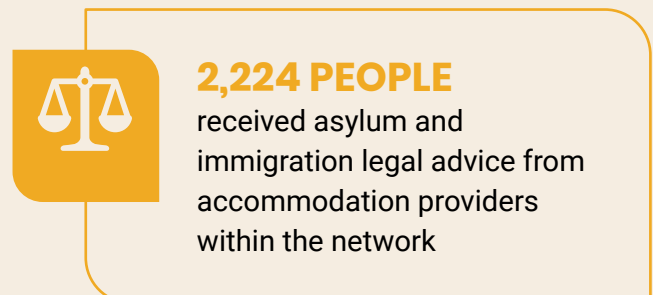 2,224 PEOPLE
received asylum and
immigration legal advice from
accommodation providers
within the network